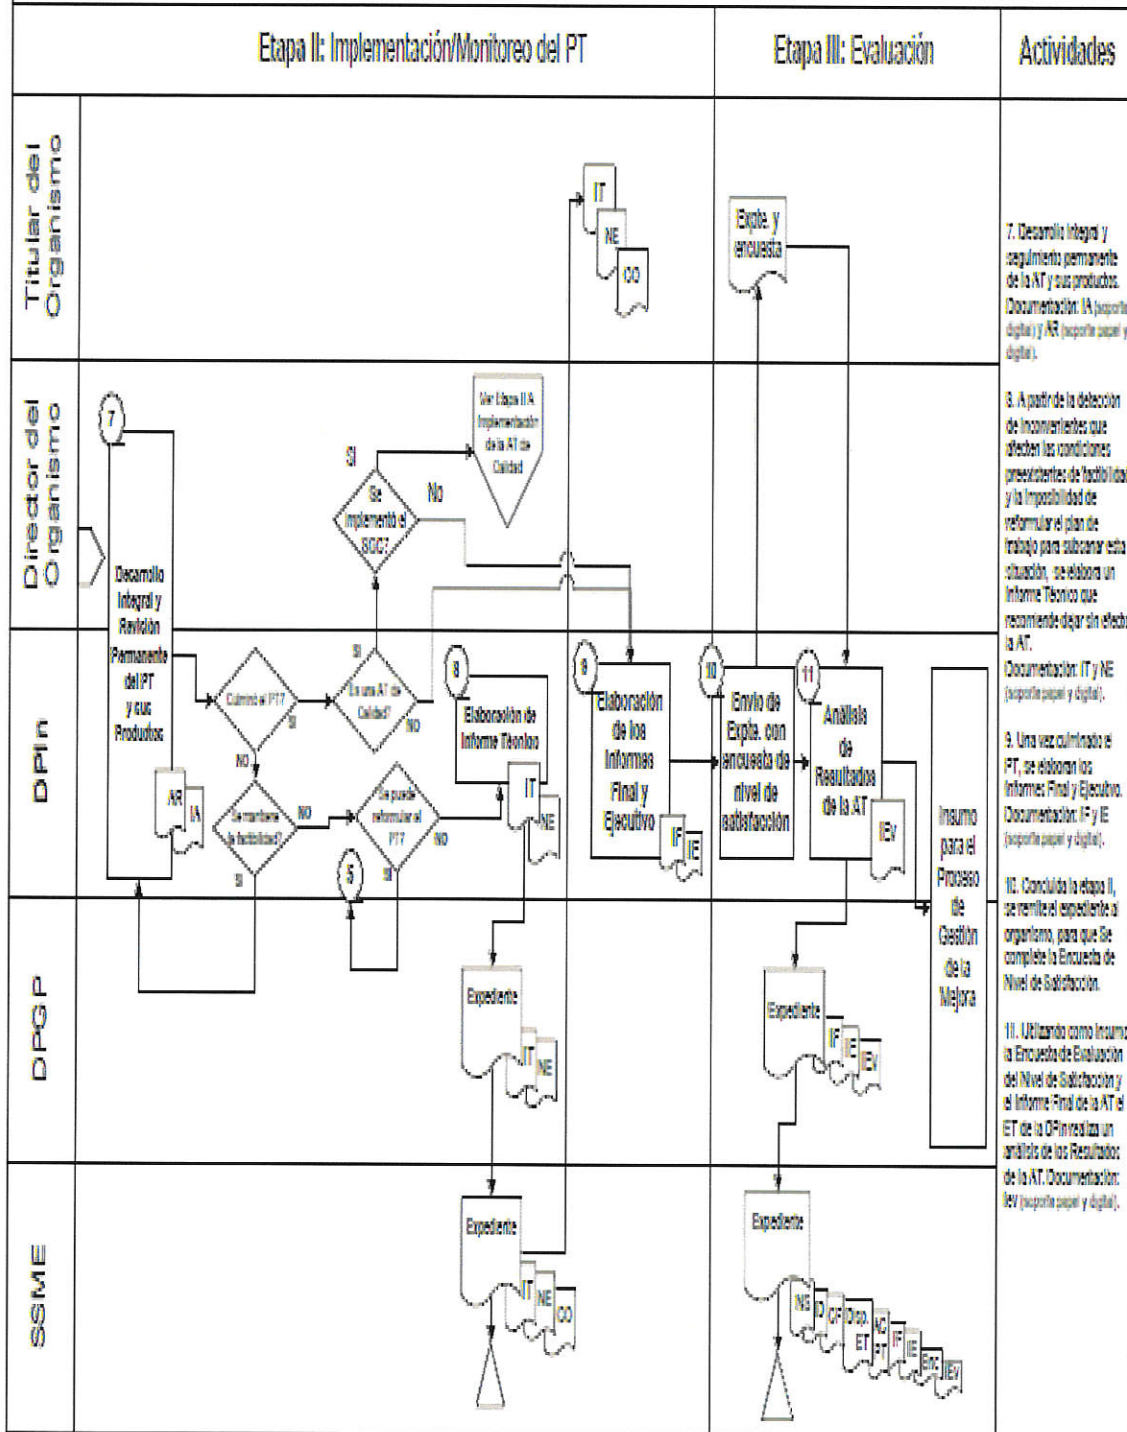 Etapa II: Implementación/Monitoreo del PT
Etapa III: Evaluación
Actividades
Titular del
Organismo
IT
NE
CO
Expte. y
encuesta
Director del
Organismo
7
Ver Etapa II A
Implementación
de la AT de
Calidad
SI
Se
implementó el
SGC?
No
DPIn
Desarrollo
Integral y
Revisión
Permanente
del PT
y sus
Productos
AR
IA
Culminó el PT?
SI
NO
SI
Es una AT de
Calidad?
NO
Se mantiene
la factibilidad?
NO
SI
Se puede
reformular el
PT?
NO
SI
5
8
Elaboración de
Informe Técnico
IT
NE
9
Elaboración
de los
Informes
Final y
Ejecutivo
IF
IE
10
Envio de
Expte. con
encuesta de
nivel de
satisfacción
11
Análisis
de
Resultados
de la AT
IEv
Insumo
para el
Proceso
de
Gestión
de la
Mejora
DPGP
Expediente
IT
NE
Expediente
IF
IE
IEv
SSME
Expediente
IT
NE
CO
Expediente
NS
ID
CF
Disp.
ET
AC
PT
IF
IE
Enc
IEv
7. Desarrollo Integral y
seguimiento permanente
de la AT y sus productos.
Documentación: IA (soporte
digital) y AR (soporte papel y
digital).
8. A partir de la detección
de inconvenientes que
afecten las condiciones
preexistentes de factibilidad
y la imposibilidad de
reformular el plan de
trabajo para subsanar esta
situación, se elabora un
Informe Técnico que
recomiende dejar sin efecto
la AT.
Documentación: IT y NE
(soporte papel y digital).
9. Una vez culminado el
PT, se elaboran los
Informes Final y Ejecutivo.
Documentación: IF y IE
(soporte papel y digital).
10. Concluida la etapa II,
se remite el expediente al
organismo, para que Se
complete la Encuesta de
Nivel de Satisfacción.
11. Utilizando como insumo
la Encuesta de Evaluación
del Nivel de Satisfacción y
el Informe Final de la AT el
ET de la DPIn realiza un
análisis de los Resultados
de la AT. Documentación:
Iev (soporte papel y digital).